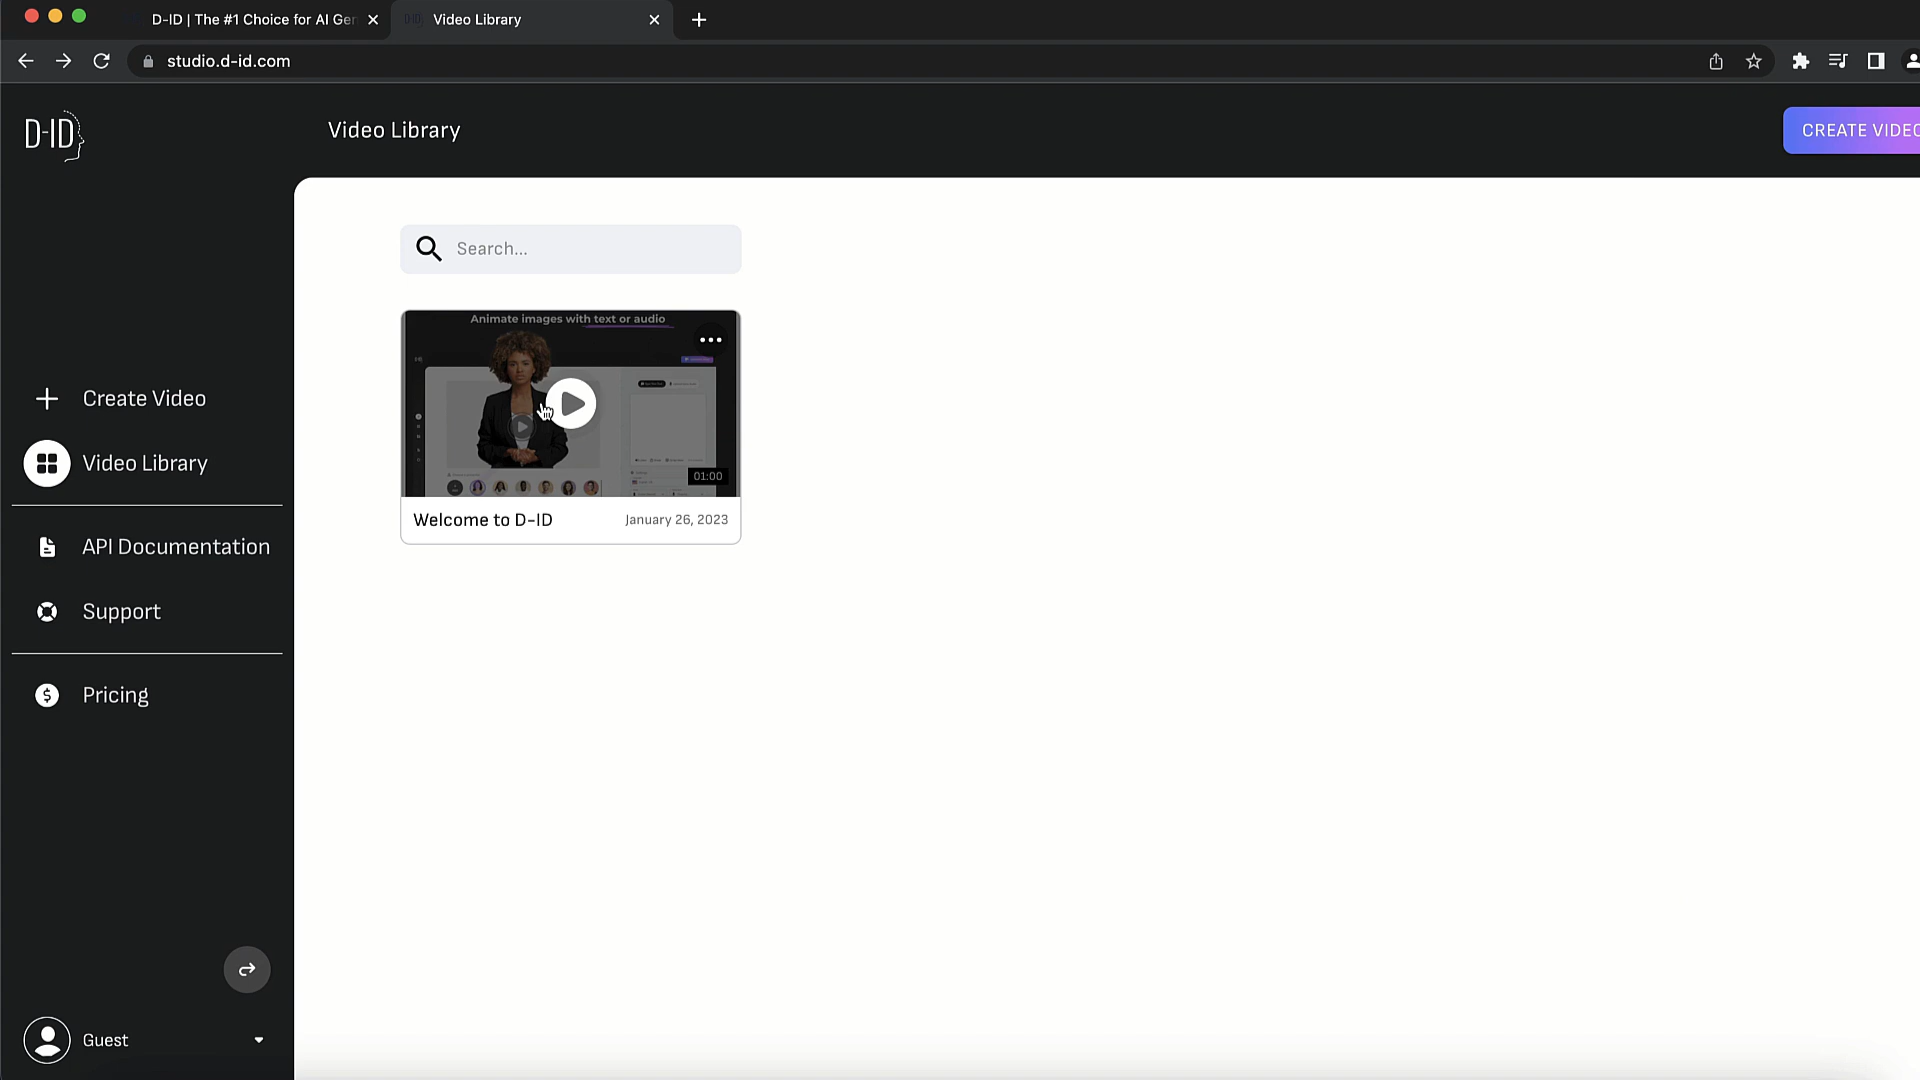 D-ID | The #1 Choice for AI Ger
Video Library
studio.d-id.com
D-ID
Video Library
CREATE VIDEO
Search...
Animate images with text or audio
01:00
Welcome to D-ID
January 26, 2023
Create Video
Video Library
API Documentation
Support
Pricing
Guest